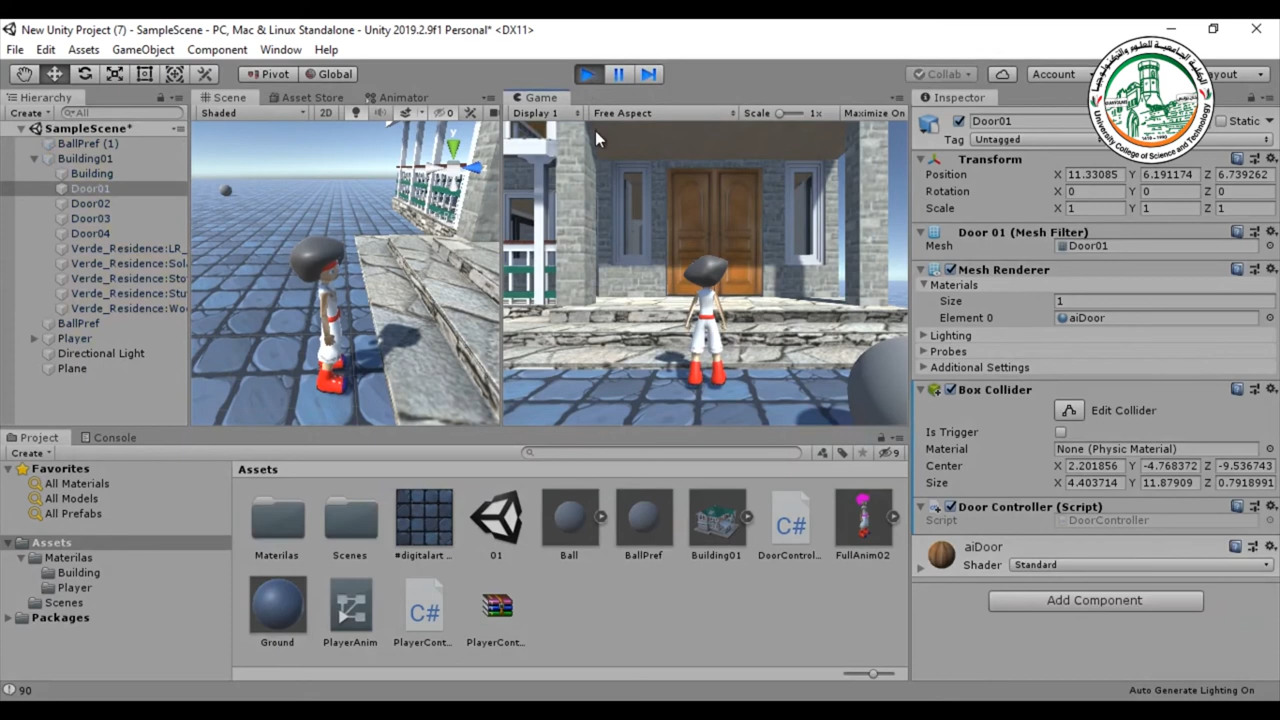 New Unity Project (7) - SampleScene - PC, Mac & Linux Standalone - Unity 2019.2.9f1 Personal* <DX11>
File Edit Assets GameObject Component Window Help
Pivot Global Collab Account
Hierarchy Scene Asset Store Animator Game Inspector
Create All Shaded 2D 0 Display 1 Free Aspect Scale 1x Maximize On
Door01 Static
Tag Untagged
SampleScene*
BallPref (1)
Building01
Building
Door01
Door02
Door03
Door04
Verde_Residence:LR_
Verde_Residence:Sol
Verde_Residence:Sto
Verde_Residence:Stu
Verde_Residence:Wo
BallPref
Player
Directional Light
Plane
Transform
Position X 11.33085 Y 6.191174 Z 6.739262
Rotation X 0 Y 0 Z 0
Scale X 1 Y 1 Z 1
Door 01 (Mesh Filter)
Mesh Door01
Mesh Renderer
Materials
Size 1
Element 0 aiDoor
Lighting
Probes
Additional Settings
Box Collider
Edit Collider
Is Trigger
Material None (Physic Material)
Center X 2.201856 Y -4.768372 Z -9.536743
Size X 4.403714 Y 11.87909 Z 0.7918991
Door Controller (Script)
Script DoorController
aiDoor
Shader Standard
Add Component
Project Console
Create 9
Favorites
All Materials
All Models
All Prefabs
Assets
Materilas
Building
Player
Scenes
Packages
Assets
Materilas Scenes #digitalart ... 01 Ball BallPref Building01 DoorControl... FullAnim02
Ground PlayerAnim PlayerCont... PlayerCont...
90
Auto Generate Lighting On
University College of Science and Technology